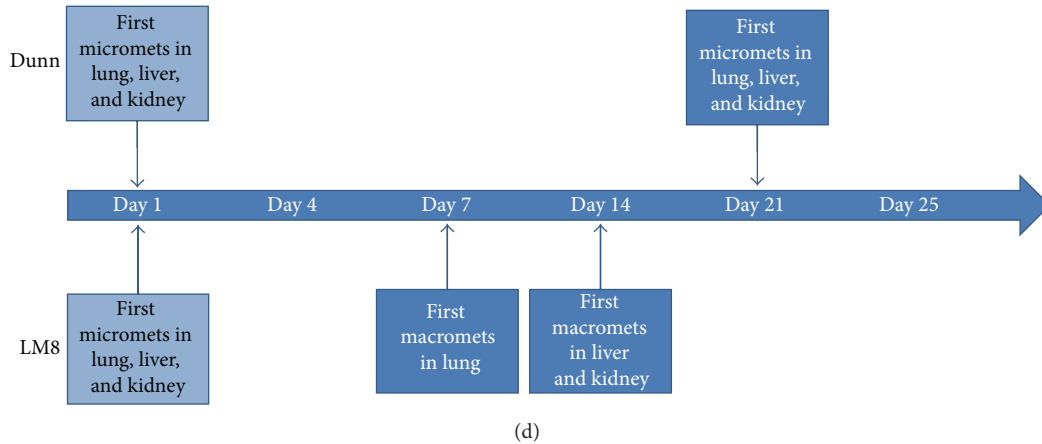 Dunn
First
micromets in
lung, liver,
and kidney
First
micromets in
lung, liver,
and kidney
Day 1 Day 4 Day 7 Day 14 Day 21 Day 25
LM8
First
micromets in
lung, liver,
and kidney
First
macromets
in lung
First
macromets
in liver
and kidney
(d)